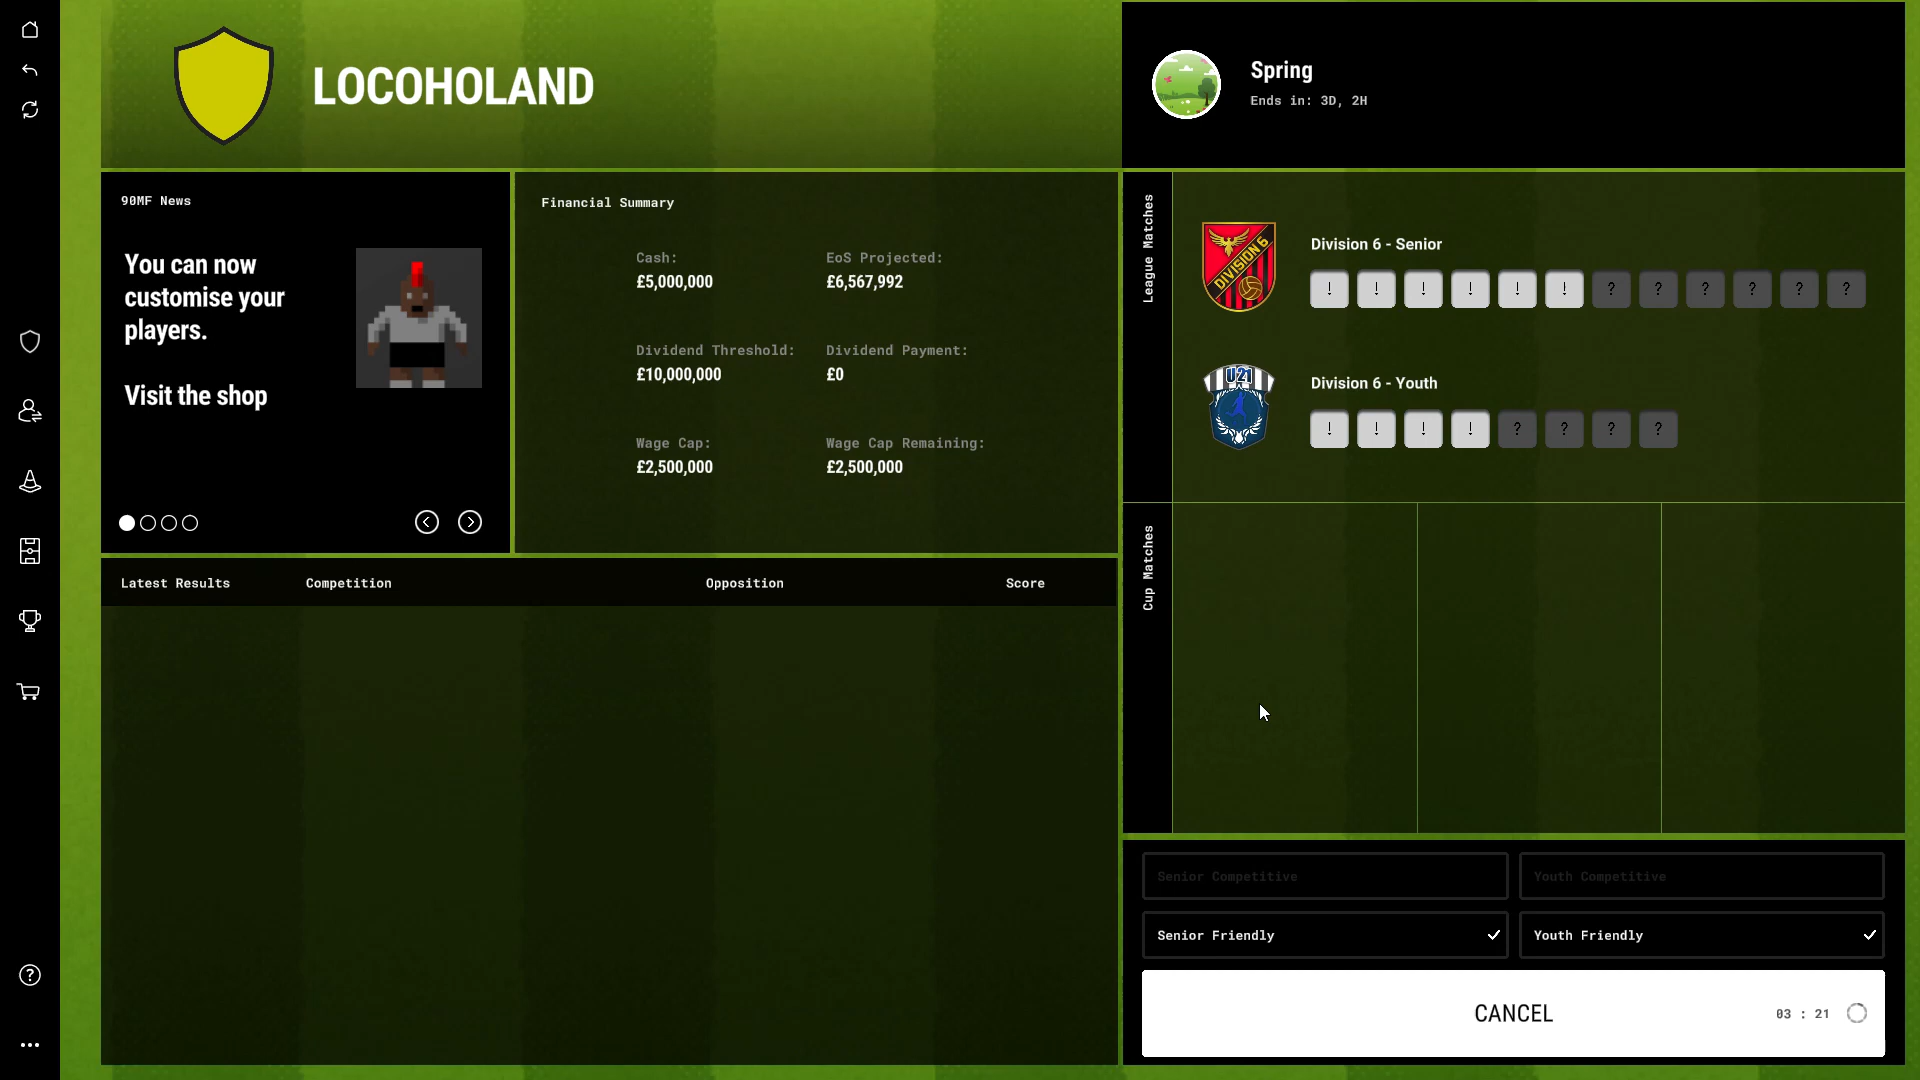 LOCOHOLAND
Spring
Ends in: 3D, 2H
90MF News
You can now
customise your
players.
Visit the shop
Financial Summary
Cash:
£5,000,000
EoS Projected:
£6,567,992
Dividend Threshold:
£10,000,000
Dividend Payment:
£0
Wage Cap:
£2,500,000
Wage Cap Remaining:
£2,500,000
League Matches
DIVISION 6
Division 6 - Senior
! ! ! ! ! ! ? ? ? ? ? ?
U21
Division 6 - Youth
! ! ! ! ? ? ? ?
Cup Matches
Latest Results Competition Opposition Score
Senior Competitive
Youth Competitive
Senior Friendly
Youth Friendly
CANCEL
03 : 21
?